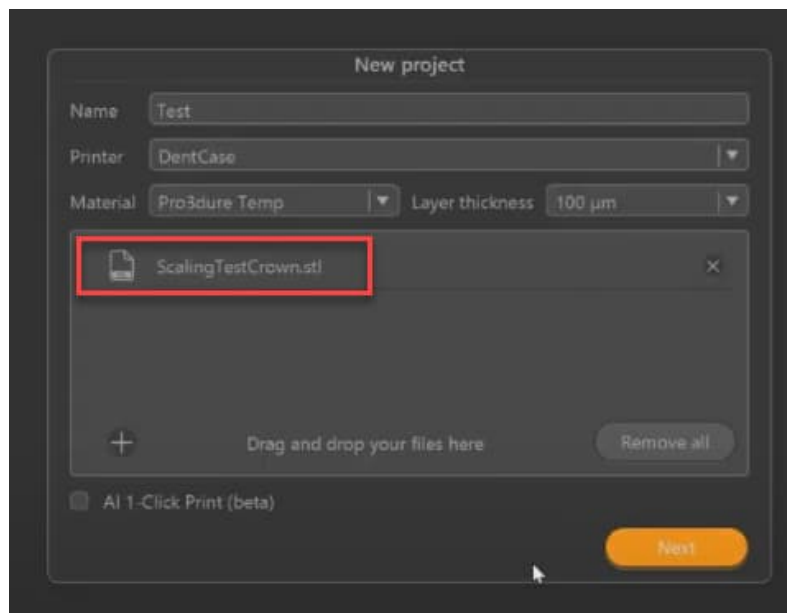 New project
Name Test
Printer DentCase
Material Pro3dure Temp Layer thickness 100 µm
ScalingTestCrown.stl
Drag and drop your files here Remove all
AI 1-Click Print (beta)
Next